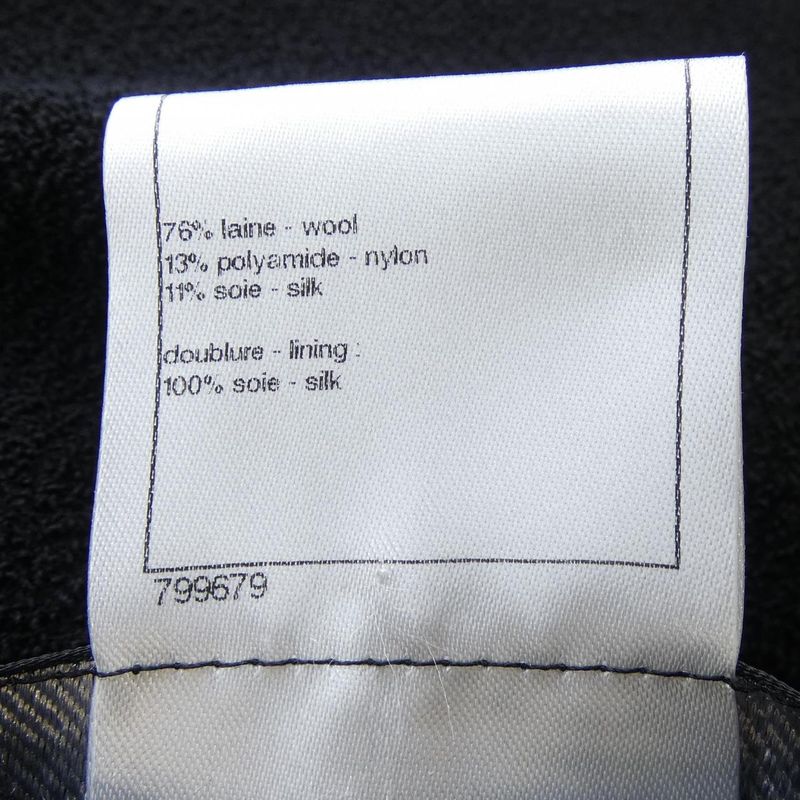 76% laine - wool
13% polyamide - nylon
11% soie - silk
doublure - lining :
100% soie - silk
799679